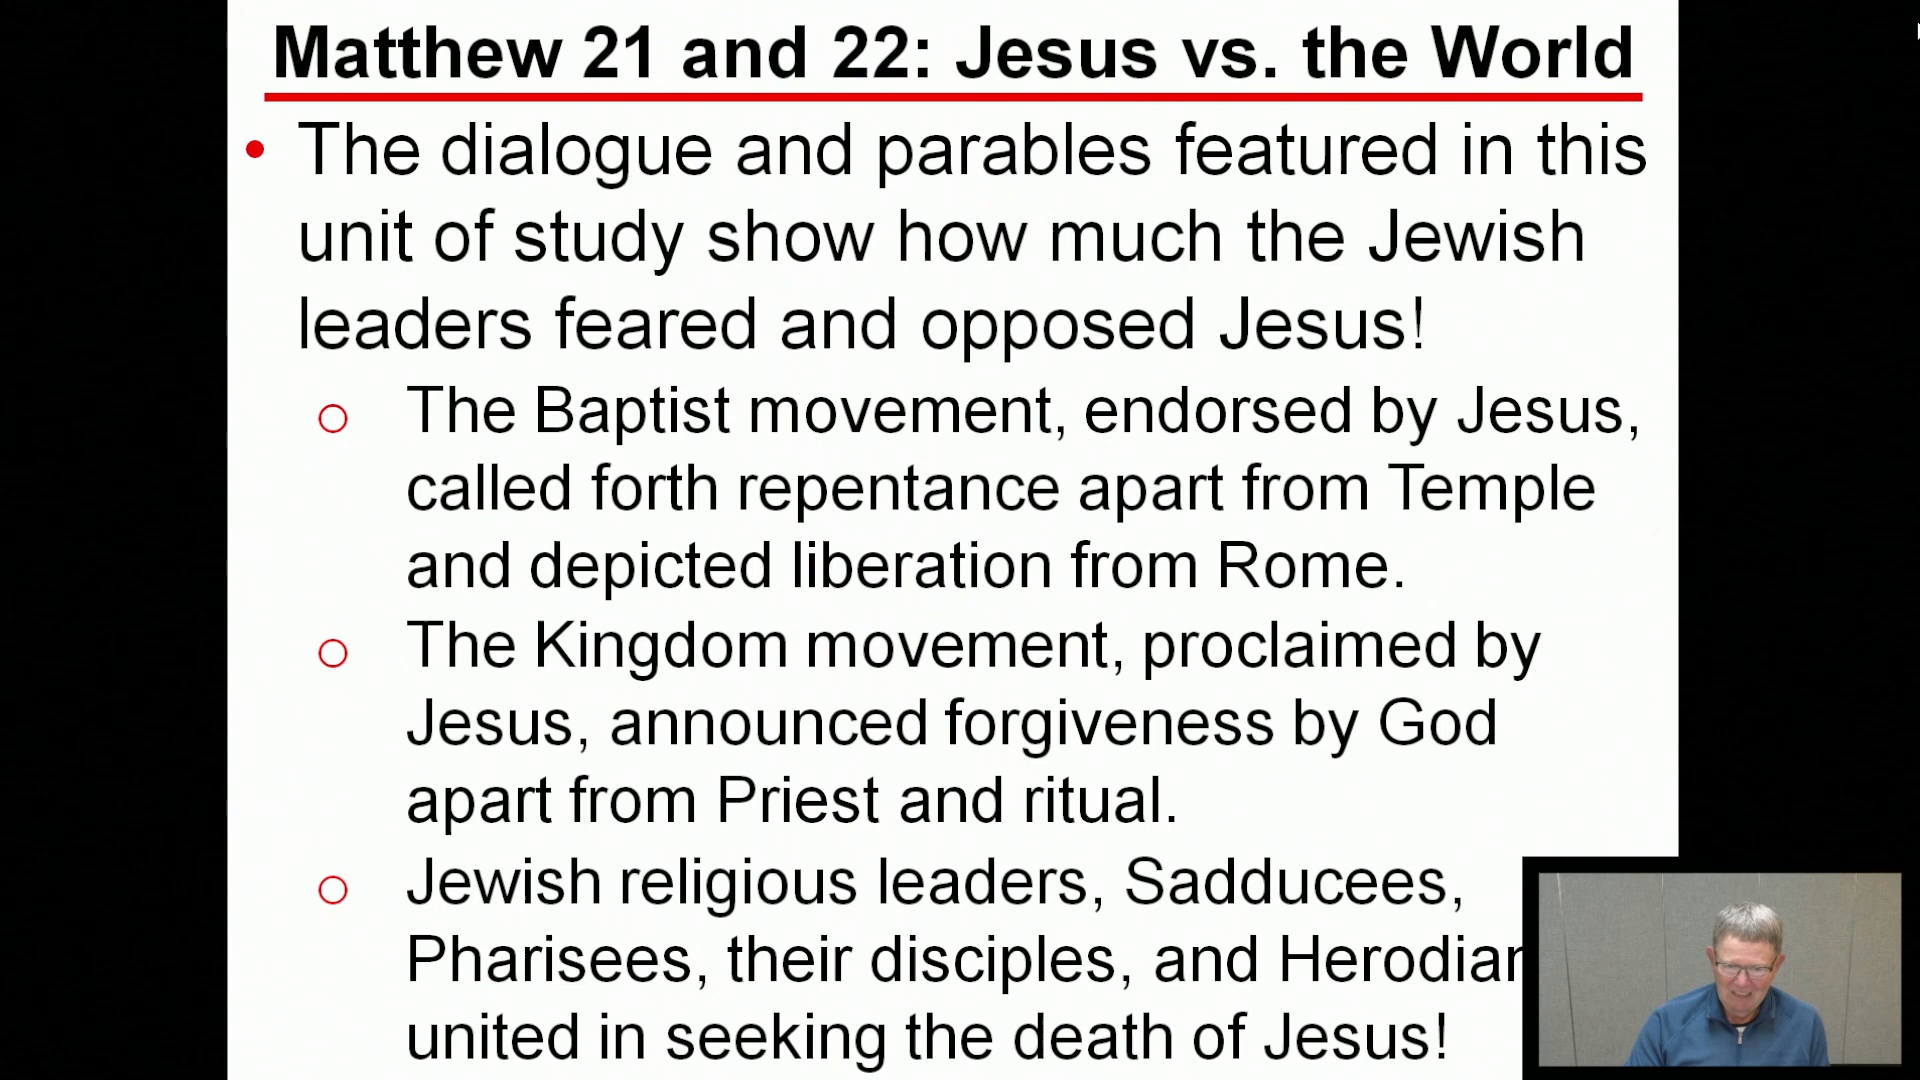 Matthew 21 and 22: Jesus vs. the World
• The dialogue and parables featured in this
unit of study show how much the Jewish
leaders feared and opposed Jesus!
o The Baptist movement, endorsed by Jesus,
called forth repentance apart from Temple
and depicted liberation from Rome.
o The Kingdom movement, proclaimed by
Jesus, announced forgiveness by God
apart from Priest and ritual.
o Jewish religious leaders, Sadducees,
Pharisees, their disciples, and
united in seeking the death of Jesus!